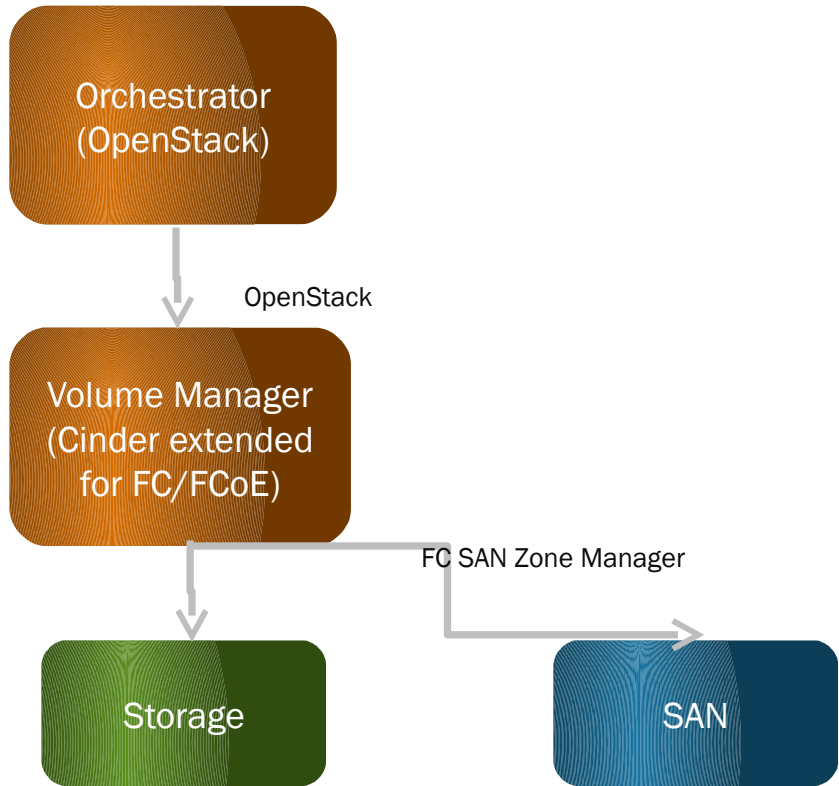 Orchestrator
(OpenStack)
OpenStack
Volume Manager
(Cinder extended
for FC/FCoE)
FC SAN Zone Manager
Storage
SAN